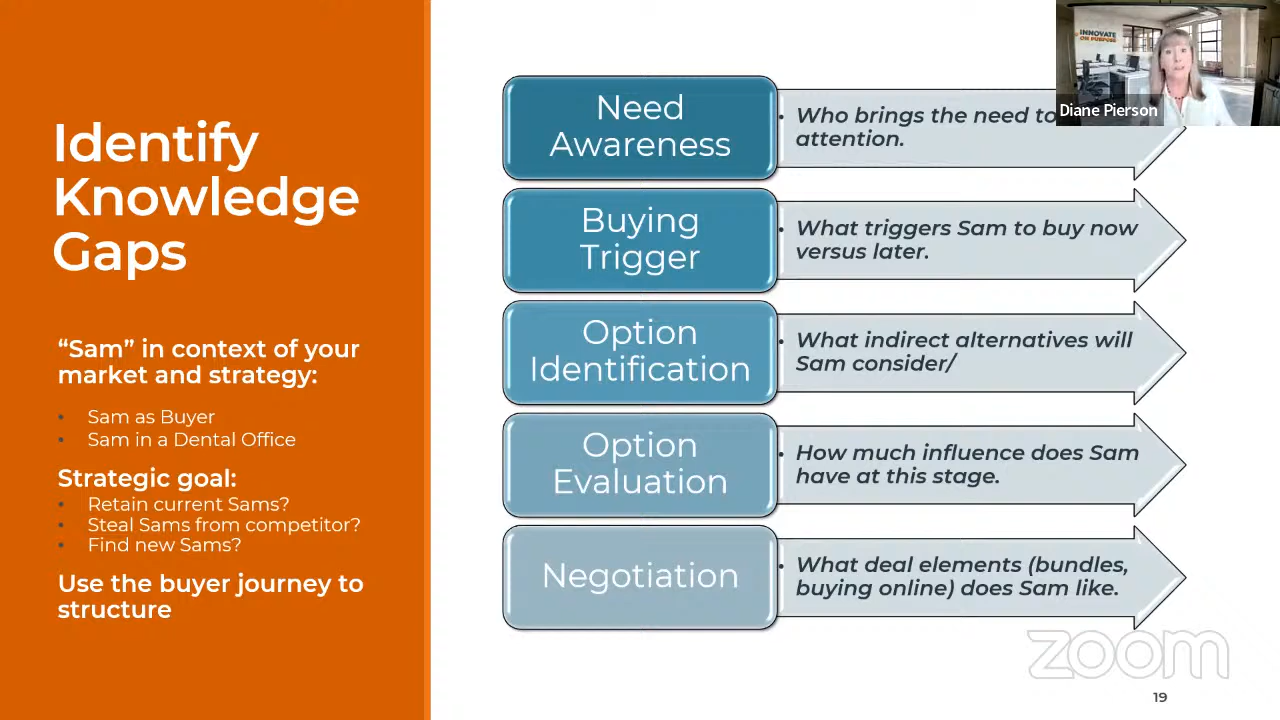 Identify
Knowledge
Gaps
“Sam” in context of your
market and strategy:
• Sam as Buyer
• Sam in a Dental Office
Strategic goal:
• Retain current Sams?
• Steal Sams from competitor?
• Find new Sams?
Use the buyer journey to
structure
Need
Awareness
• Who brings the need to
attention.
Buying
Trigger
• What triggers Sam to buy now
versus later.
Option
Identification
• What indirect alternatives will
Sam consider/
Option
Evaluation
• How much influence does Sam
have at this stage.
Negotiation
• What deal elements (bundles,
buying online) does Sam like.
INNOVATE
ON PURPOSE
Diane Pierson
zoom
19